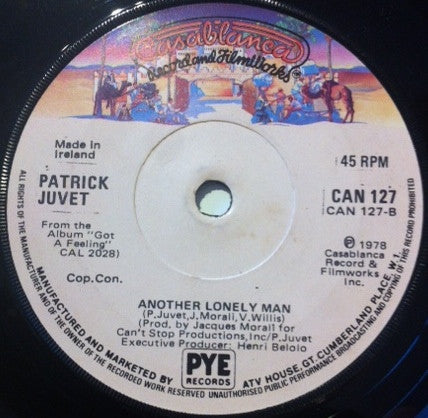 Casablanca
Record and FilmWorks
Made in
Ireland
45 RPM
PATRICK
JUVET
CAN 127
CAN 127-B
From the
Album "Got
A Feeling"
CAL 2028)
Ⓟ 1978
Casablanca
Record &
Filmworks
Inc.
Cop.Con.
ANOTHER LONELY MAN
(P.Juvet,J,Morali,V.Willis)
(Prod. by Jacques Morali for
Can't Stop Productions,Inc/P.Juvet
Executive Producer: Henri Belolo
PYE
RECORDS
MANUFACTURED AND MARKETED BY
ATV HOUSE, GT. CUMBERLAND PLACE, W.1.
ALL RIGHTS OF THE MANUFACTURER AND OF THE OWNER OF THE RECORDED WORK RESERVED
UNAUTHORISED PUBLIC PERFORMANCE BROADCASTING AND COPYING OF THIS RECORD PROHIBITED